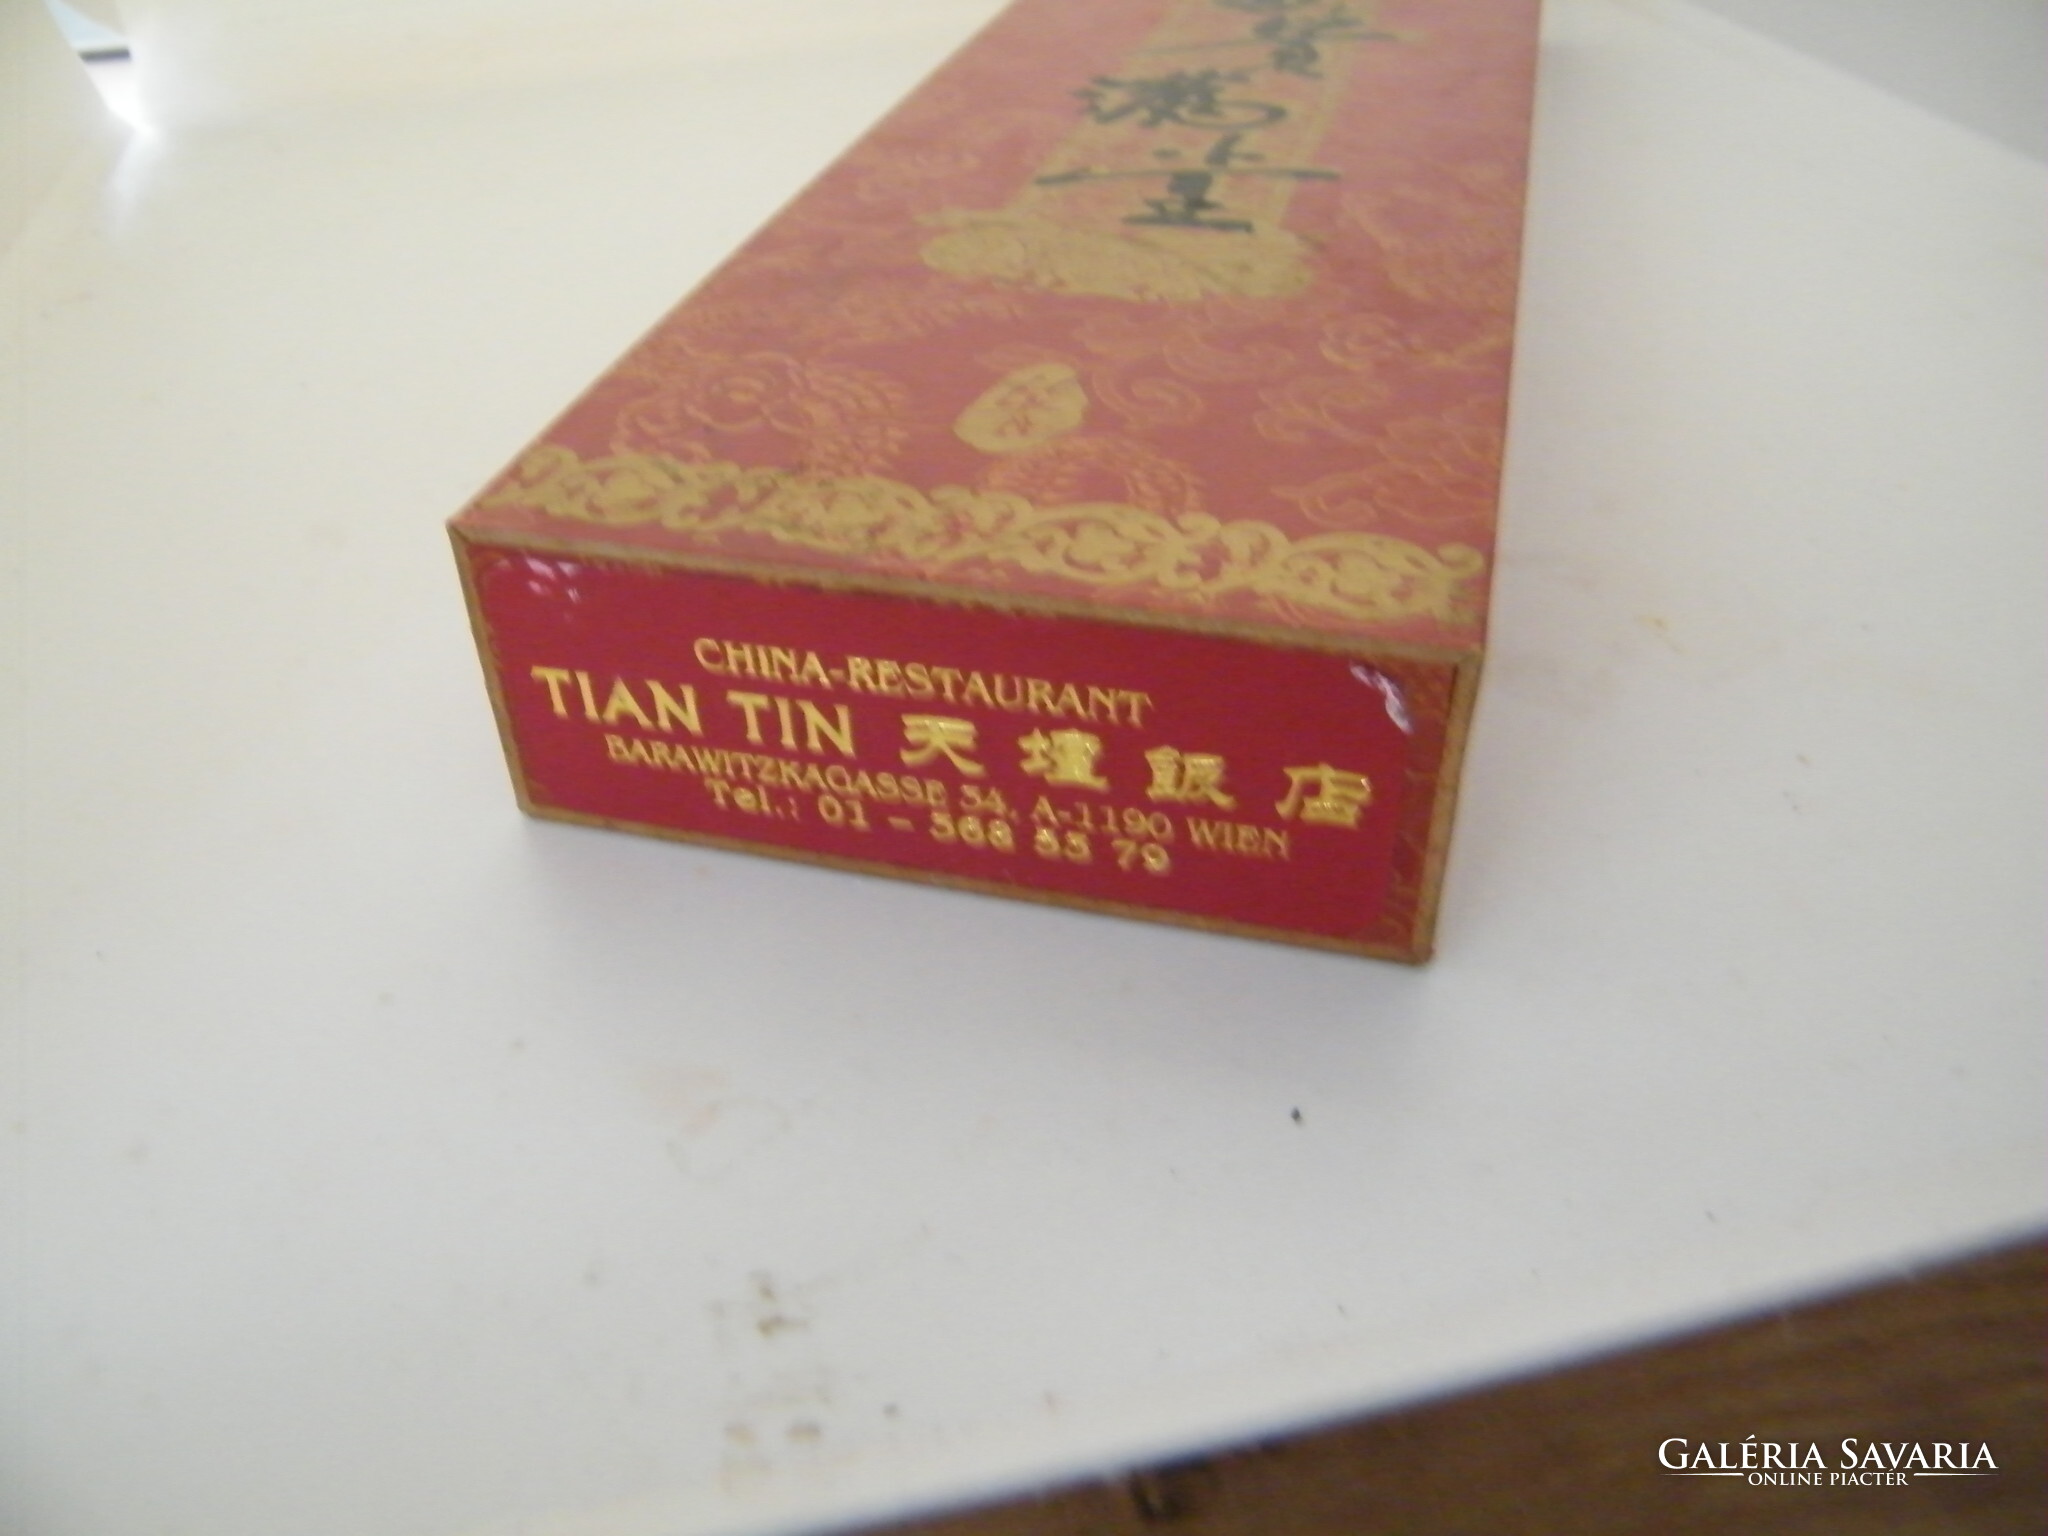 CHINA-RESTAURANT
TIAN TIN 天壇飯店
BARAWITZKAGASSE 34, A-1190 WIEN
Tel.: 01 - 368 55 79
GALÉRIA SAVARIA
ONLINE PIACTÉR